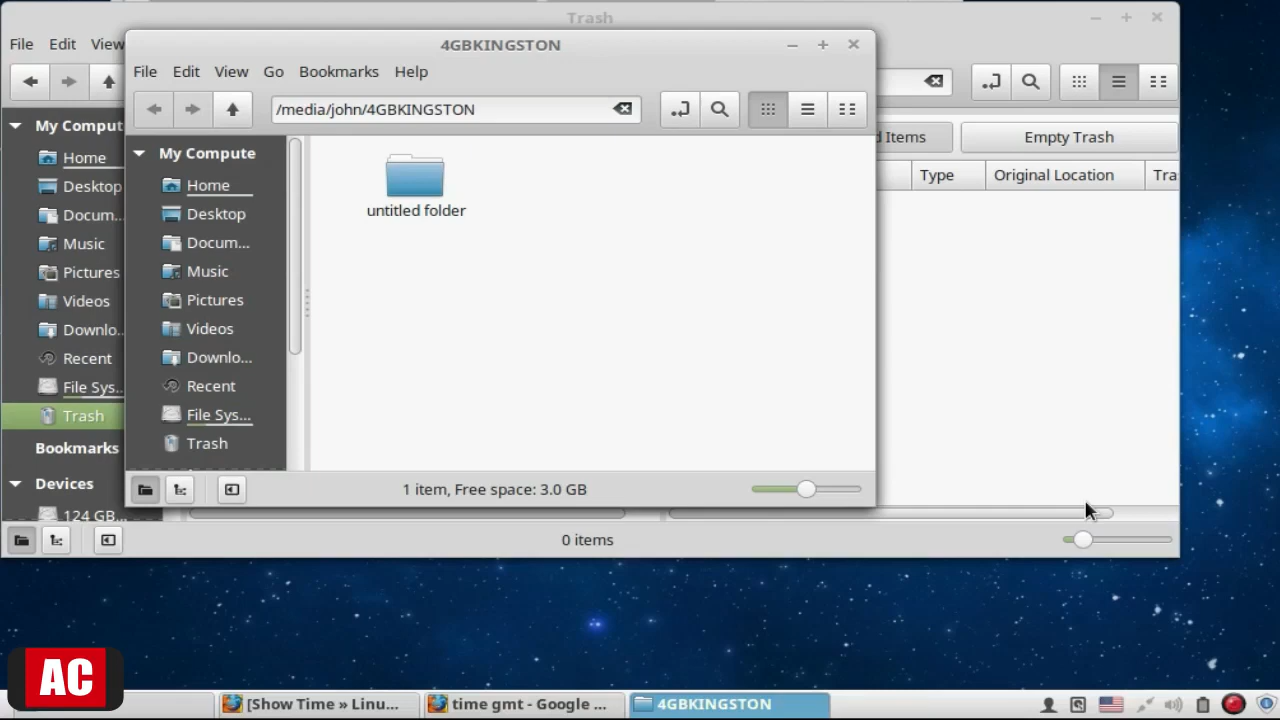 Trash
File Edit View
4GBKINGSTON
File Edit View Go Bookmarks Help
/media/john/4GBKINGSTON
d Items
Empty Trash
Type
Original Location
Tra
My Comput
Home
Desktop
Docum...
Music
Pictures
Videos
Downlo...
Recent
File Sys...
Trash
Bookmarks
Devices
124 GB...
My Compute
Home
Desktop
Docum...
Music
Pictures
Videos
Downlo...
Recent
File Sys...
Trash
untitled folder
1 item, Free space: 3.0 GB
0 items
AC
[Show Time » Linu...
time gmt - Google ...
4GBKINGSTON